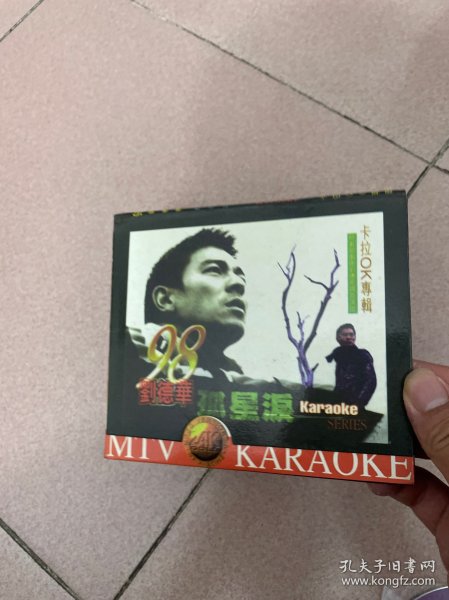 卡拉OK專輯
98
劉德華
孤星淚
Karaoke
SERIES
MTV KARAOKE
孔夫子旧书网
www.kongfz.com